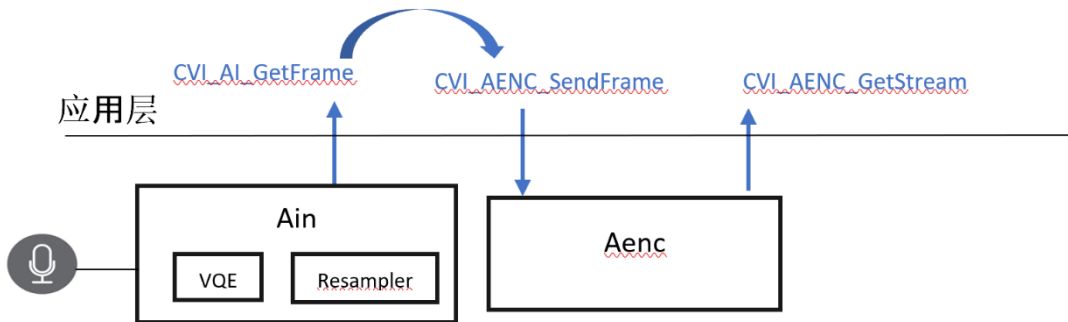 CVI_AI_GetFrame
CVI_AENC_SendFrame
CVI_AENC_GetStream
应用层
Ain
Aenc
VQE
Resampler